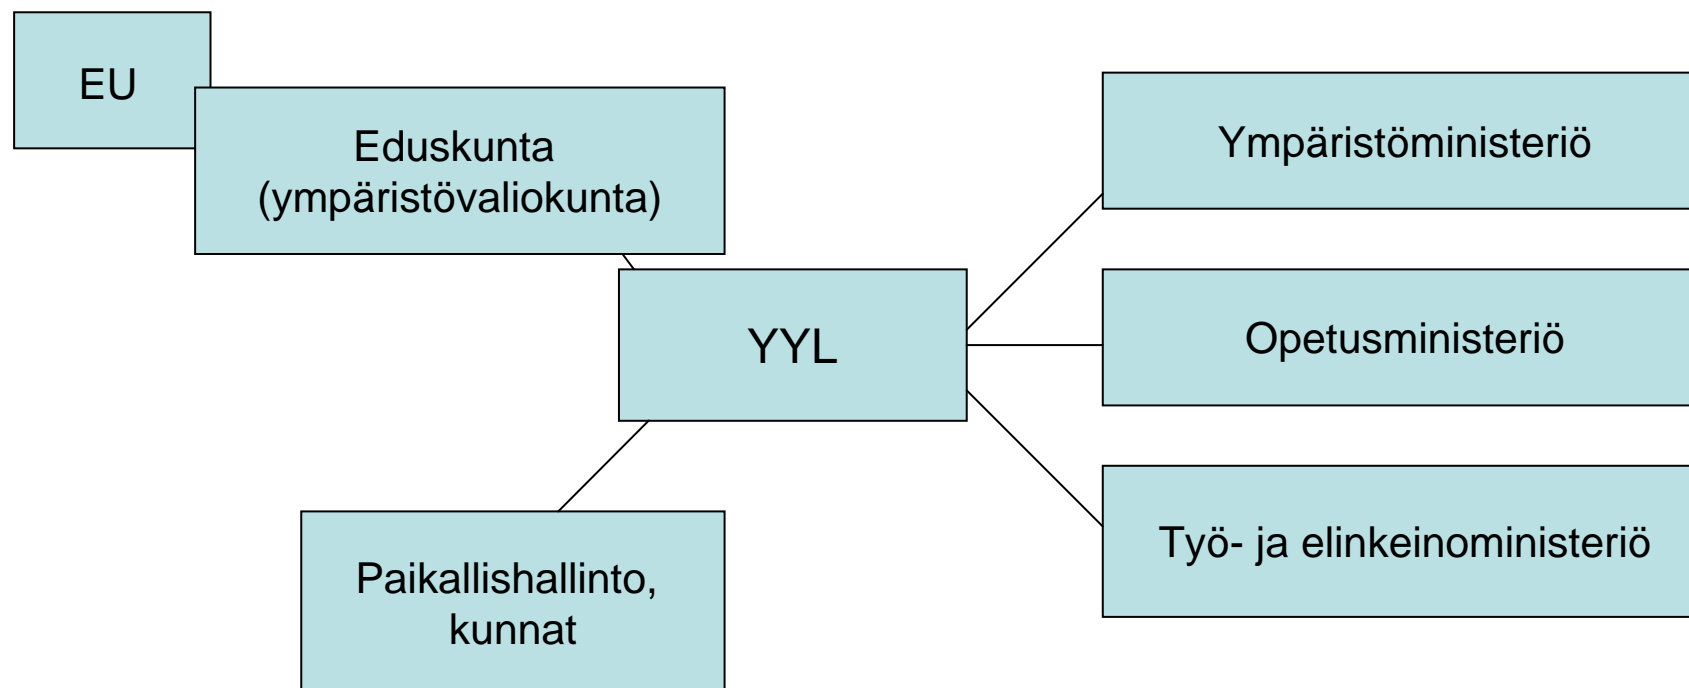 EU
Eduskunta
(ympäristövaliokunta)
Ympäristöministeriö
YYL
Opetusministeriö
Työ- ja elinkeinoministeriö
Paikallishallinto,
kunnat